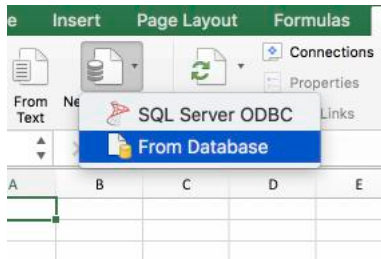 e Insert Page Layout Formulas
Connections
Properties
From Ne
Text
SQL Server ODBC
Links
From Database
A B C D E